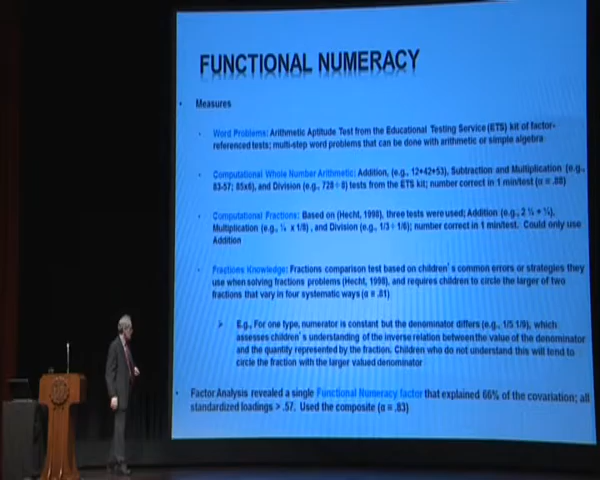 FUNCTIONAL NUMERACY
Measures
Word Problems: Arithmetic Aptitude Test from the Educational Testing Service (ETS) kit of factor-
referenced tests; multi-step word problems that can be done with arithmetic or simple algebra
Computational Whole Number Arithmetic: Addition, (e.g., 12+42+53), Subtraction and Multiplication (e.g.,
83-57; 85x6), and Division (e.g., 728÷8) tests from the ETS kit; number correct in 1 min/test (α = .88)
Computational Fractions: Based on (Hecht, 1998), three tests were used; Addition (e.g., 2 ¼ + ¼),
Multiplication (e.g., ¼ x 1/8) , and Division (e.g., 1/3 ÷ 1/6); number correct in 1 min/test. Could only use
Addition
Fractions Knowledge: Fractions comparison test based on children's common errors or strategies they
use when solving fractions problems (Hecht, 1998), and requires children to circle the larger of two
fractions that vary in four systematic ways (α = .81)
E.g., For one type, numerator is constant but the denominator differs (e.g., 1/5 1/9), which
assesses children's understanding of the inverse relation between the value of the denominator
and the quantity represented by the fraction. Children who do not understand this will tend to
circle the fraction with the larger valued denominator
Factor Analysis revealed a single Functional Numeracy factor that explained 66% of the covariation; all
standardized loadings > .57. Used the composite (α = .83)